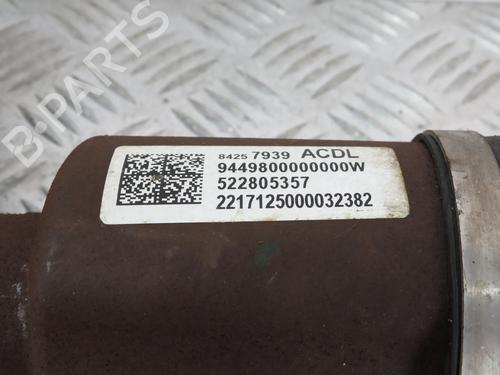 8425 7939 ACDL
9449800000000W
522805357
2217125000032382
B-PARTS